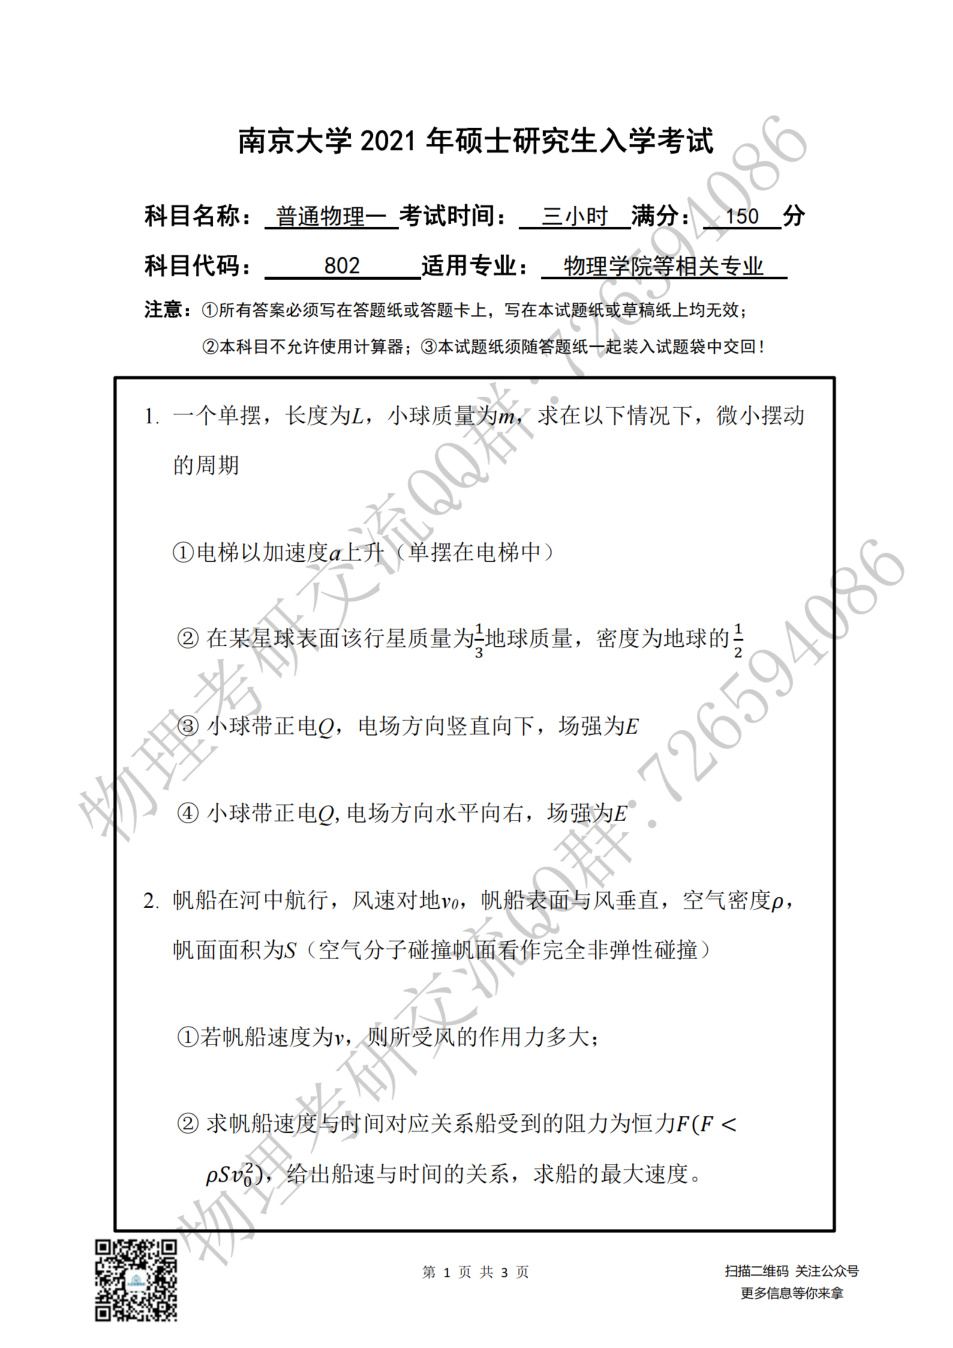 南京大学 2021 年硕士研究生入学考试
科目名称： 普通物理一 考试时间： 三小时 满分： 150 分
科目代码： 802 适用专业： 物理学院等相关专业
注意：①所有答案必须写在答题纸或答题卡上，写在本试题纸或草稿纸上均无效；
②本科目不允许使用计算器；③本试题纸须随答题纸一起装入试题袋中交回！
1. 一个单摆，长度为L，小球质量为m，求在以下情况下，微小摆动
的周期
①电梯以加速度a上升（单摆在电梯中）
② 在某星球表面该行星质量为1/3地球质量，密度为地球的1/2
③ 小球带正电Q，电场方向竖直向下，场强为E
④ 小球带正电Q, 电场方向水平向右，场强为E
2. 帆船在河中航行，风速对地v₀，帆船表面与风垂直，空气密度ρ，
帆面面积为S（空气分子碰撞帆面看作完全非弹性碰撞）
①若帆船速度为v，则所受风的作用力多大；
② 求帆船速度与时间对应关系船受到的阻力为恒力F(F <
ρSv₀²)，给出船速与时间的关系，求船的最大速度。
第 1 页 共 3 页
扫描二维码 关注公众号
更多信息等你来拿
物理考研交流QQ群：726594086
物理考研交流QQ群：726594086